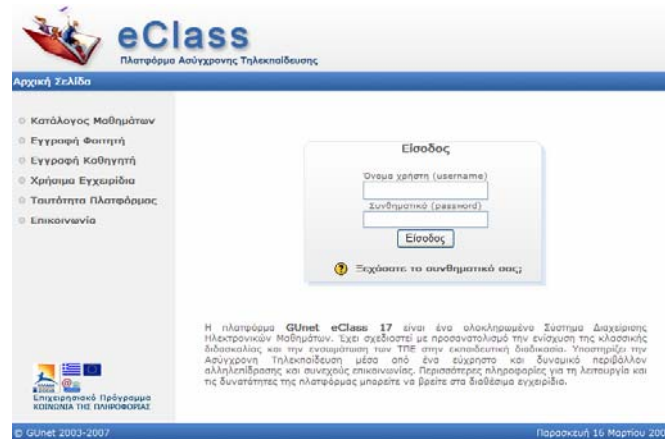 eClass
Πλατφόρμα Ασύγχρονης Τηλεκπαίδευσης
Αρχική Σελίδα
Κατάλογος Μαθημάτων
Εγγραφή Φοιτητή
Εγγραφή Καθηγητή
Χρήσιμα Εγχειρίδια
Ταυτότητα Πλατφόρμας
Επικοινωνία
Είσοδος
Όνομα χρήστη (username)
Συνθηματικό (password)
Είσοδος
Ξεχάσατε το συνθηματικό σας;
Η πλατφόρμα GUnet eClass 17 είναι ένα ολοκληρωμένο Σύστημα Διαχείρισης
Ηλεκτρονικών Μαθημάτων. Έχει σχεδιαστεί με προσανατολισμό την ενίσχυση της κλασσικής
διδασκαλίας και την ενσωμάτωση των ΤΠΕ στην εκπαιδευτική διαδικασία. Υποστηρίζει την
Ασύγχρονη Τηλεκπαίδευση μέσα από ένα εύχρηστο και δυναμικό περιβάλλον
αλληλεπίδρασης και συνεχούς επικοινωνίας. Περισσότερες πληροφορίες για τη λειτουργία και
τις δυνατότητες της πλατφόρμας μπορείτε να βρείτε στα διαθέσιμα εγχειρίδια.
Επιχειρησιακό Πρόγραμμα
ΚΟΙΝΩΝΙΑ ΤΗΣ ΠΛΗΡΟΦΟΡΙΑΣ
© GUnet 2003-2007
Παρασκευή 16 Μαρτίου 200